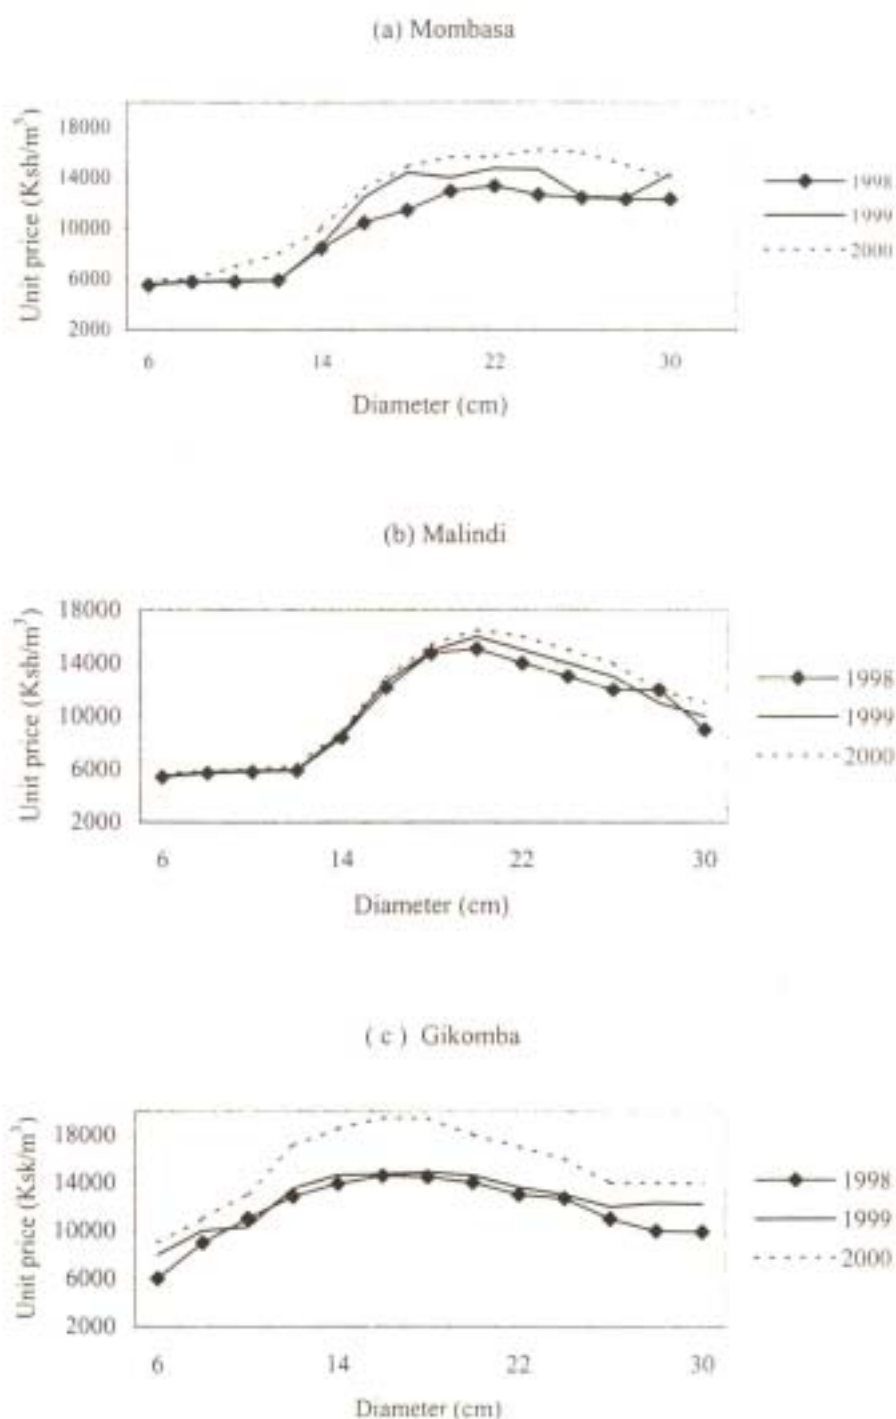 (a) Mombasa
Unit price (Ksh/m³)
18000
14000
10000
6000
2000
6 14 22 30
Diameter (cm)
1998
1999
2000
(b) Malindi
Unit price (Ksh/m³)
18000
14000
10000
6000
2000
6 14 22 30
Diameter (cm)
1998
1999
2000
( c ) Gikomba
Unit price (Ksk/m³)
18000
14000
10000
6000
2000
6 14 22 30
Diameter (cm)
1998
1999
2000